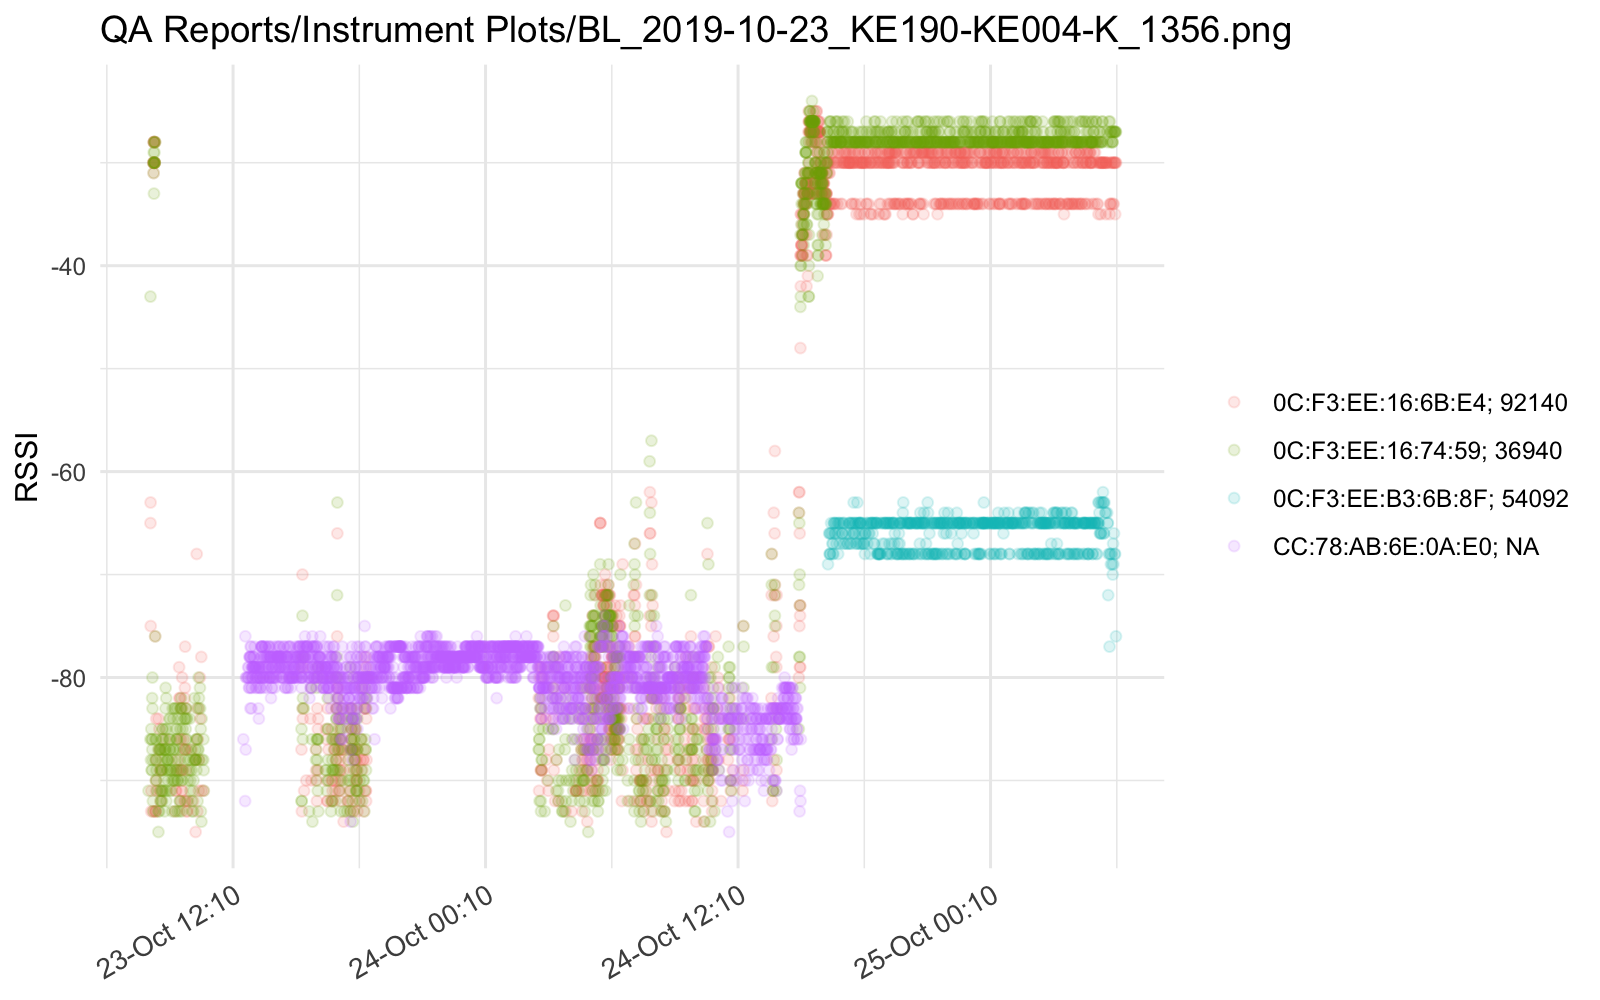 QA Reports/Instrument Plots/BL_2019-10-23_KE190-KE004-K_1356.png
RSSI
-40
-60
-80
23-Oct 12:10
24-Oct 00:10
24-Oct 12:10
25-Oct 00:10
0C:F3:EE:16:6B:E4; 92140
0C:F3:EE:16:74:59; 36940
0C:F3:EE:B3:6B:8F; 54092
CC:78:AB:6E:0A:E0; NA